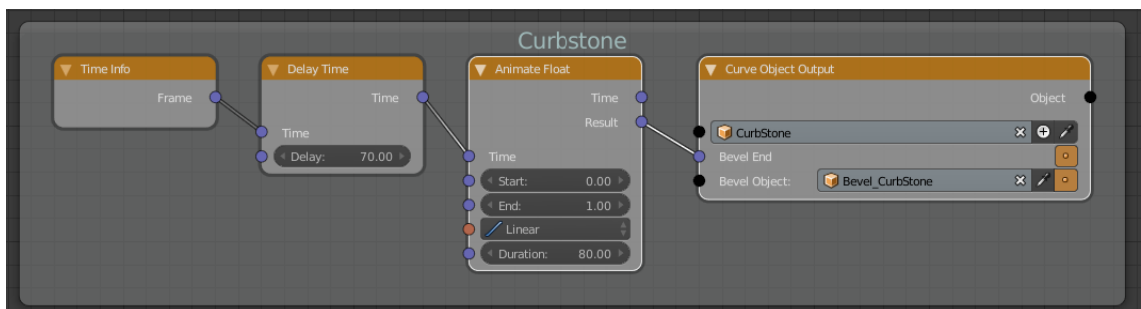 Curbstone
Time Info
Frame
Delay Time
Time
Time
Delay: 70.00
Animate Float
Time
Result
Time
Start: 0.00
End: 1.00
Linear
Duration: 80.00
Curve Object Output
Object
CurbStone
Bevel End
Bevel Object: Bevel_CurbStone